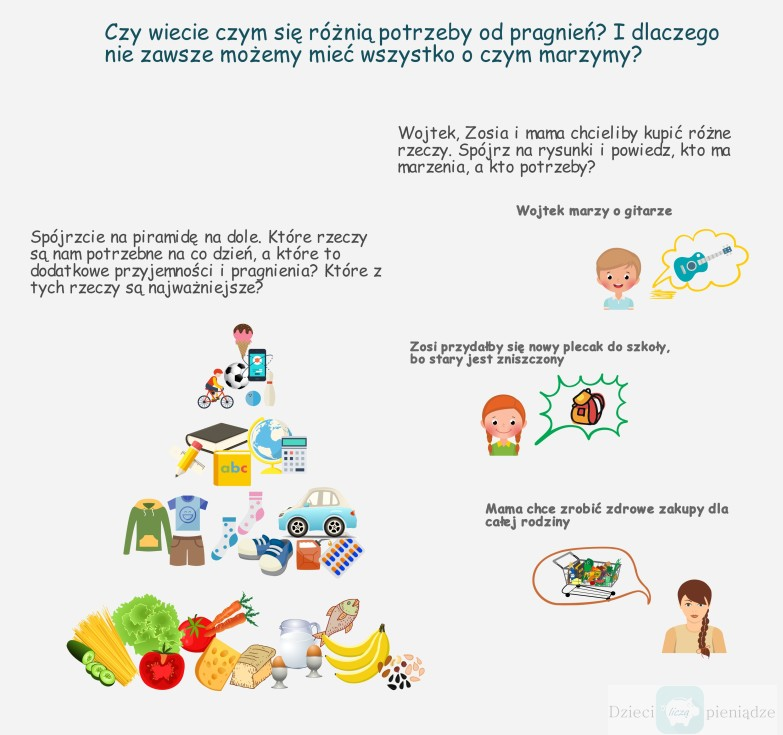 Czy wiecie czym się różnią potrzeby od pragnień? I dlaczego
nie zawsze możemy mieć wszystko o czym marzymy?
Wojtek, Zosia i mama chcieliby kupić różne
rzeczy. Spójrz na rysunki i powiedz, kto ma
marzenia, a kto potrzeby?
Wojtek marzy o gitarze
Spójrzcie na piramidę na dole. Które rzeczy
są nam potrzebne na co dzień, a które to
dodatkowe przyjemności i pragnienia? Które z
tych rzeczy są najważniejsze?
Zosi przydałby się nowy plecak do szkoły,
bo stary jest zniszczony
abc
Mama chce zrobić zdrowe zakupy dla
całej rodziny
Dzieci liczą pieniądze